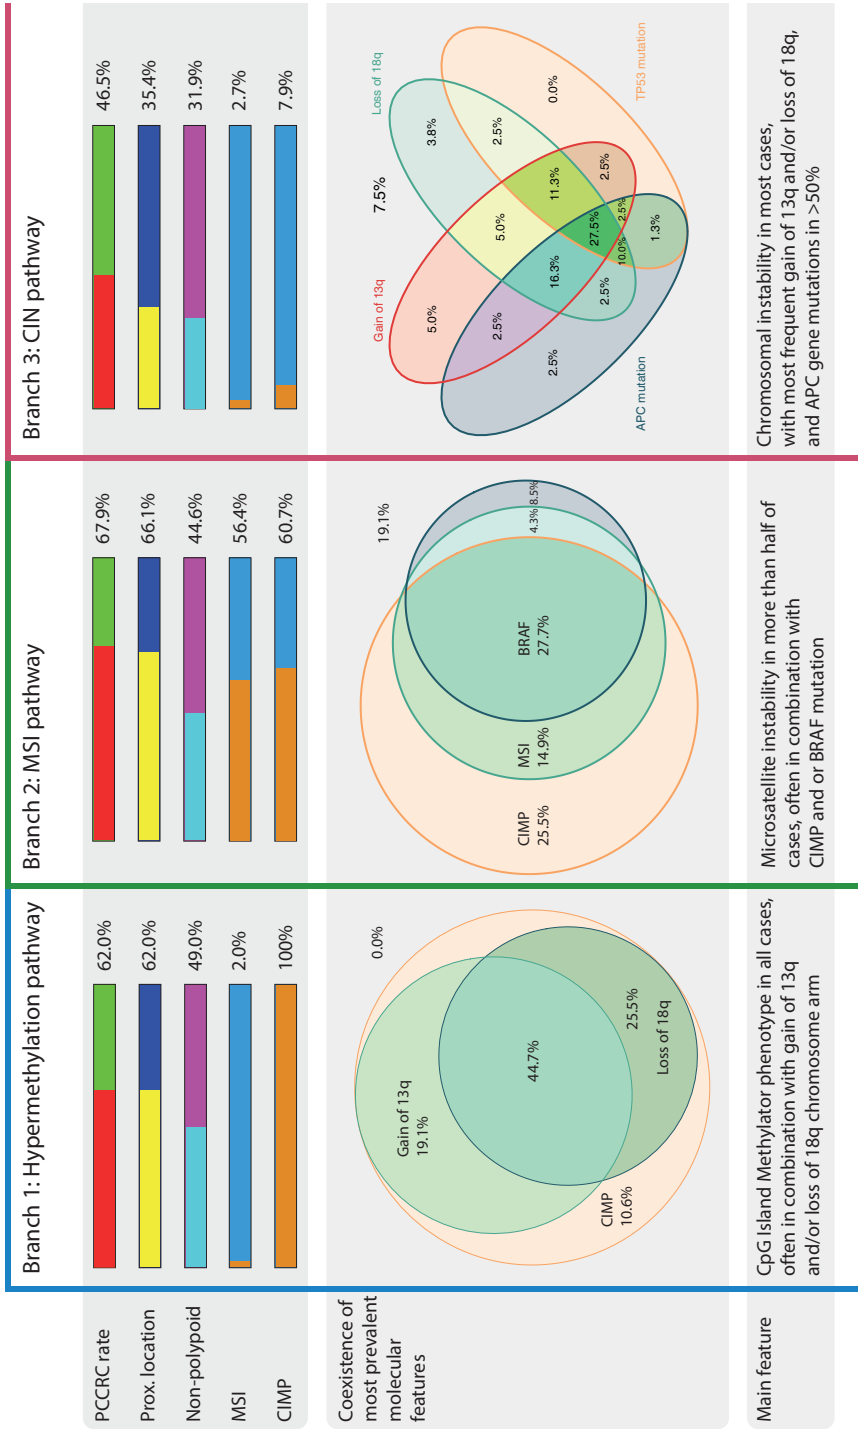 Branch 1: Hypermethylation pathway
Branch 2: MSI pathway
Branch 3: CIN pathway
PCCRC rate
62.0%
67.9%
46.5%
Prox. location
62.0%
66.1%
35.4%
Non-polypoid
49.0%
44.6%
31.9%
MSI
2.0%
56.4%
2.7%
CIMP
100%
60.7%
7.9%
Coexistence of
most prevalent
molecular
features
0.0%
Gain of 13q
19.1%
44.7%
25.5%
Loss of 18q
CIMP
10.6%
19.1%
CIMP
25.5%
MSI
14.9%
BRAF
27.7%
4.3%
8.5%
7.5%
Gain of 13q
Loss of 18q
5.0%
3.8%
2.5%
5.0%
2.5%
2.5%
16.3%
11.3%
0.0%
27.5%
2.5%
10.0%
2.5%
2.5%
1.3%
APC mutation
TP53 mutation
Main feature
CpG Island Methylator phenotype in all cases,
often in combination with gain of 13q
and/or loss of 18q chromosome arm
Microsatellite instability in more than half of
cases, often in combination with
CIMP and or BRAF mutation
Chromosomal instability in most cases,
with most frequent gain of 13q and/or loss of 18q,
and APC gene mutations in >50%